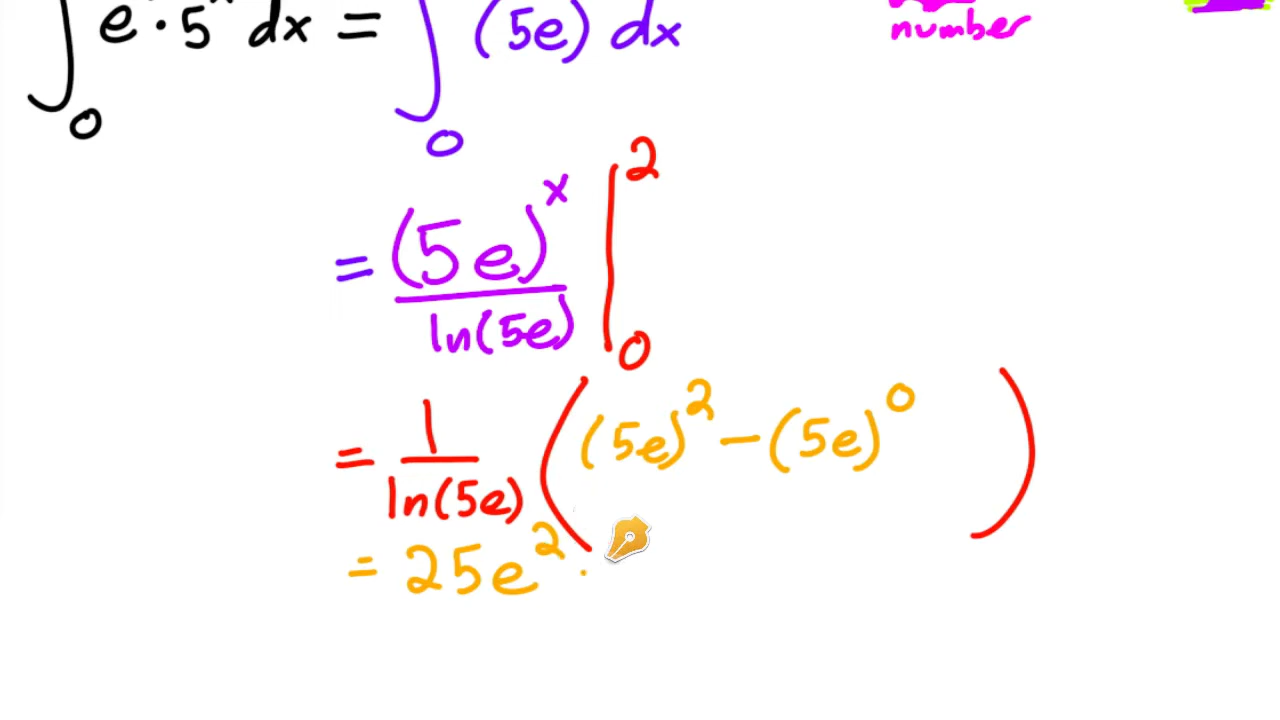 ∫₀ e · 5ˣ dx = ∫₀ (5e) dx
number
= (5e)ˣ / ln(5e) |₀²
= 1 / ln(5e) ( (5e)² − (5e)⁰ )
= 25e²